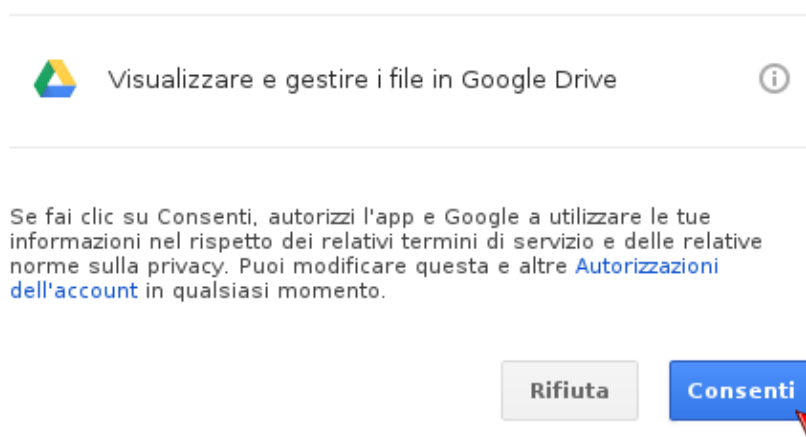 Visualizzare e gestire i file in Google Drive
Se fai clic su Consenti, autorizzi l'app e Google a utilizzare le tue
informazioni nel rispetto dei relativi termini di servizio e delle relative
norme sulla privacy. Puoi modificare questa e altre Autorizzazioni
dell'account in qualsiasi momento.
Rifiuta
Consenti